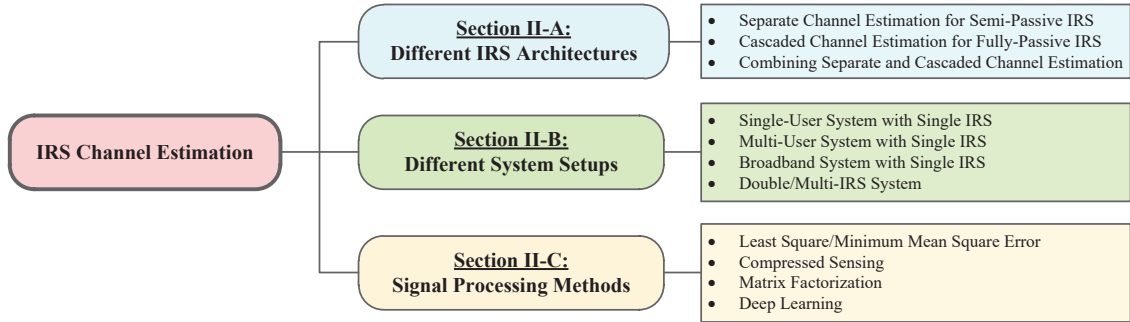 IRS Channel Estimation
Section II-A:
Different IRS Architectures
• Separate Channel Estimation for Semi-Passive IRS
• Cascaded Channel Estimation for Fully-Passive IRS
• Combining Separate and Cascaded Channel Estimation
Section II-B:
Different System Setups
• Single-User System with Single IRS
• Multi-User System with Single IRS
• Broadband System with Single IRS
• Double/Multi-IRS System
Section II-C:
Signal Processing Methods
• Least Square/Minimum Mean Square Error
• Compressed Sensing
• Matrix Factorization
• Deep Learning